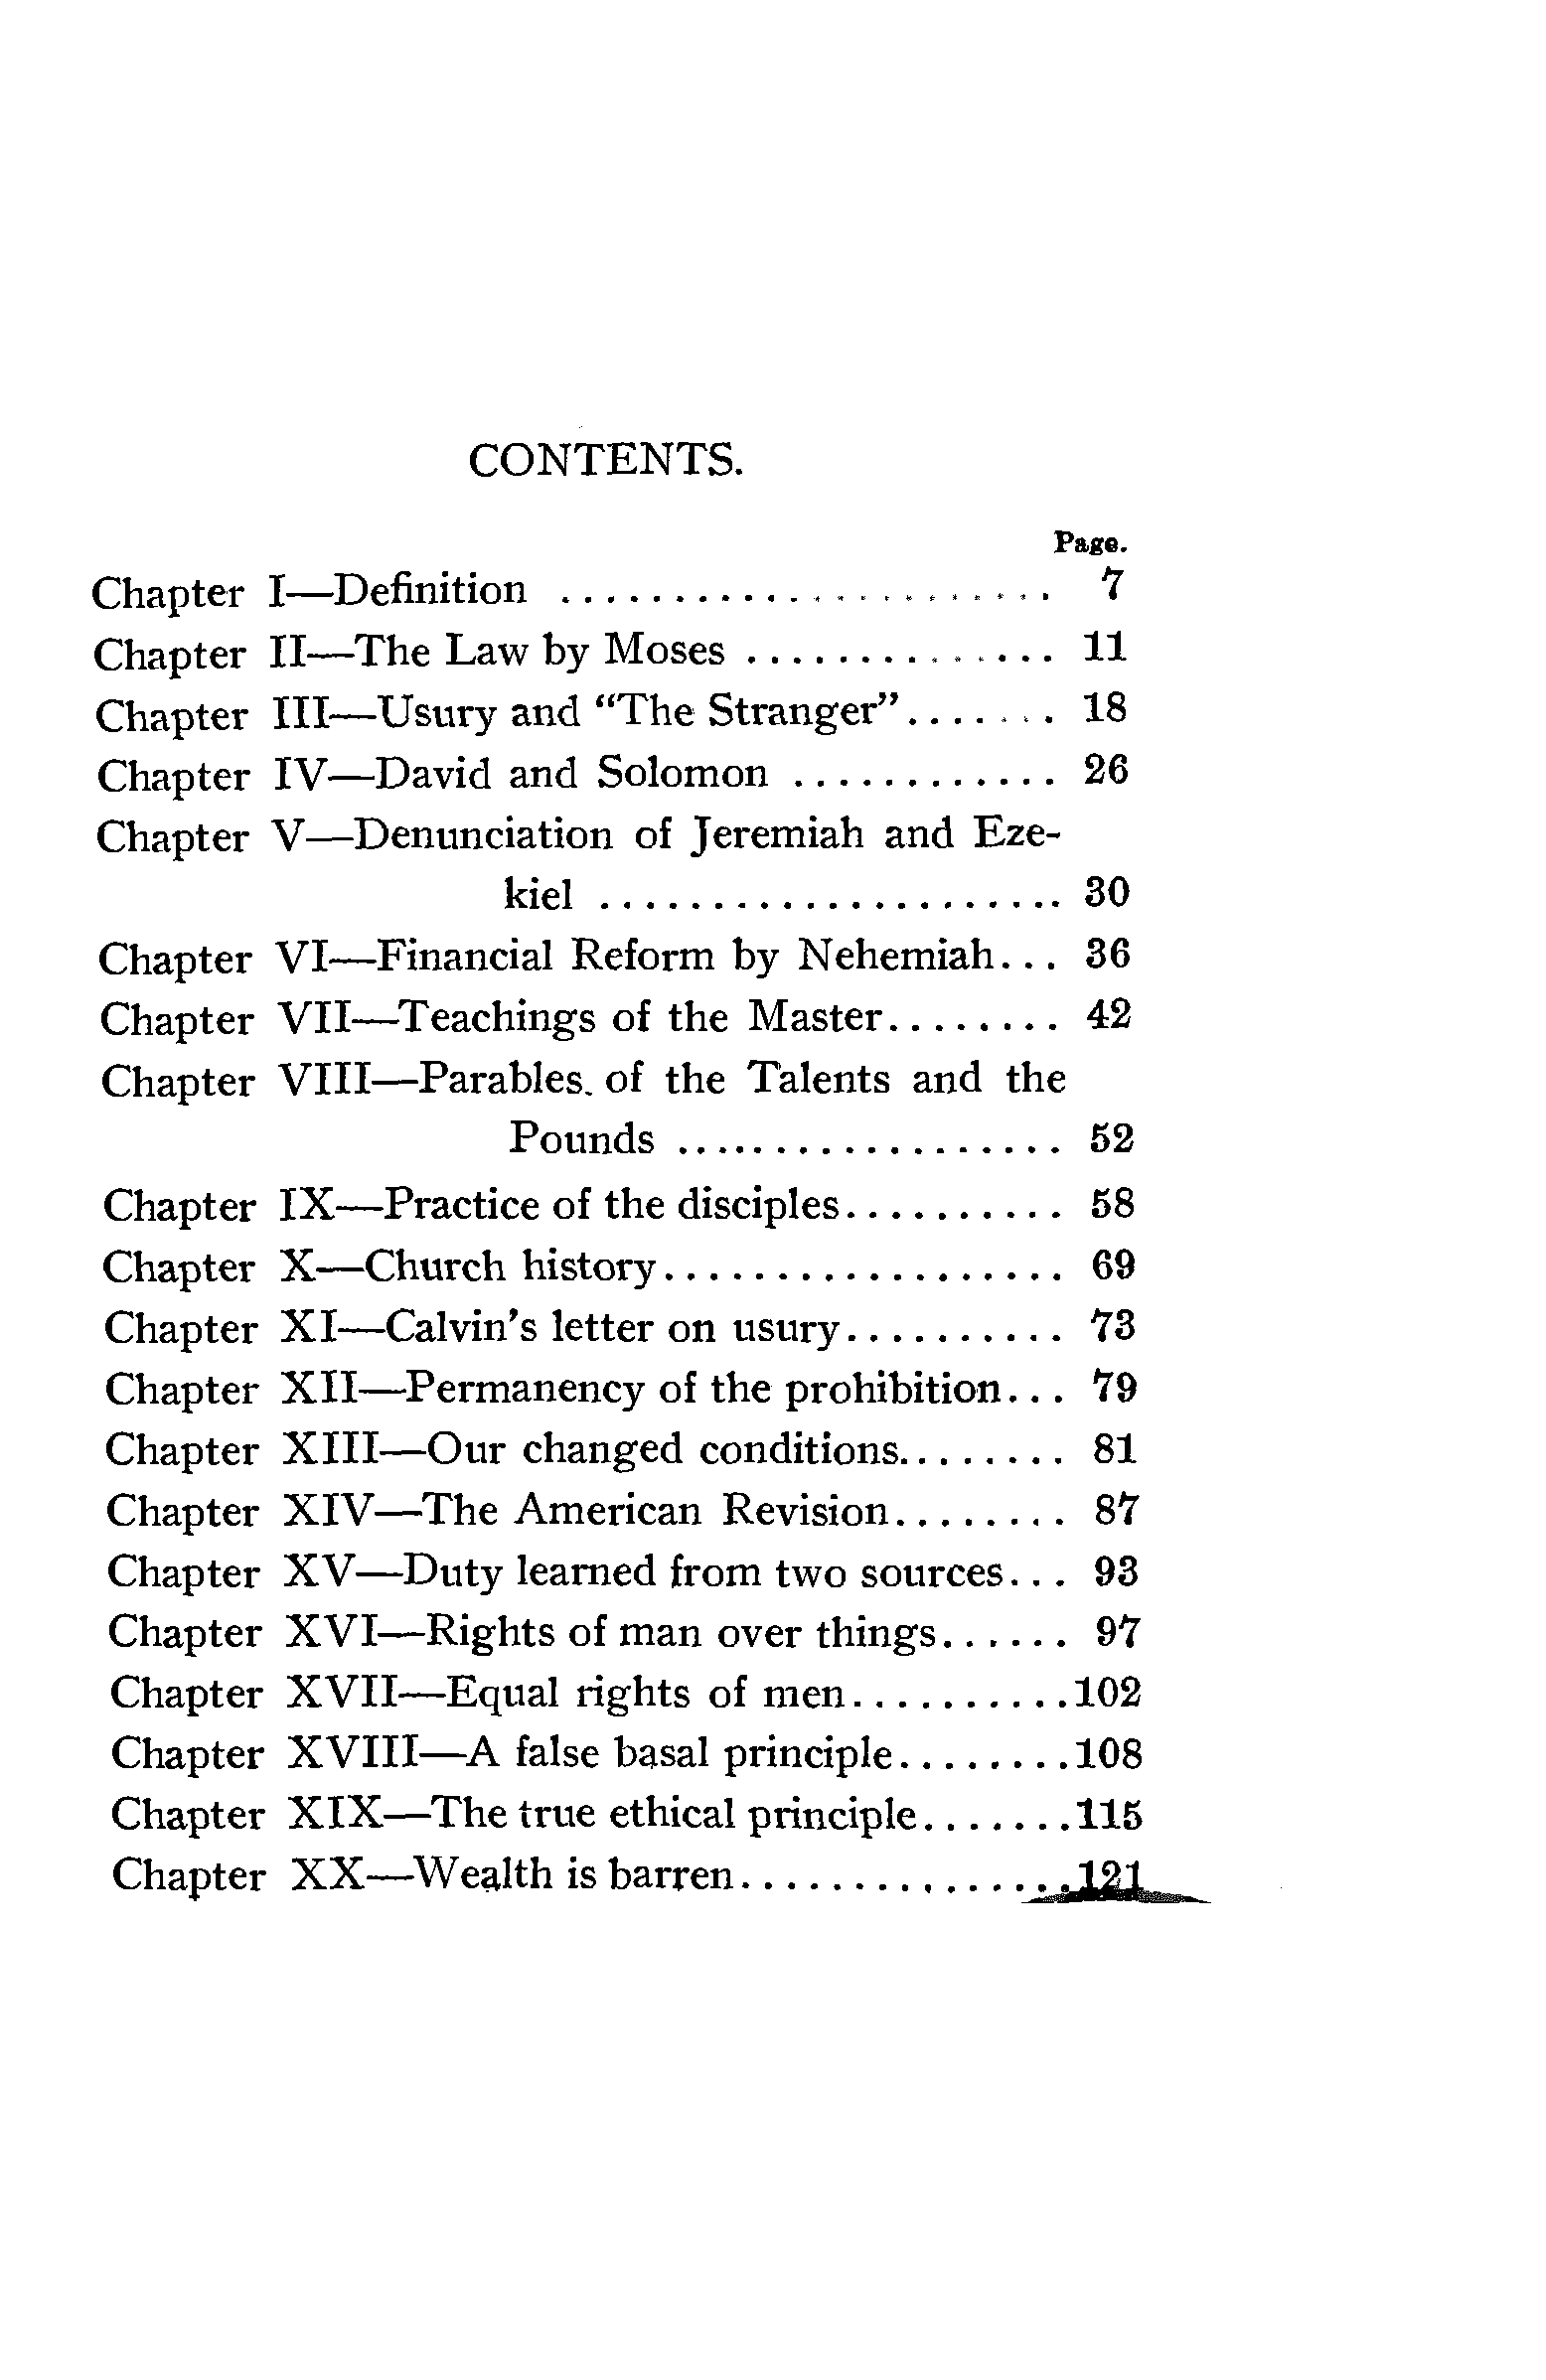 CONTENTS.
Page.
Chapter I—Definition ...................... 7
Chapter II—The Law by Moses .............. 11
Chapter III—Usury and “The Stranger”....... 18
Chapter IV—David and Solomon ............ 26
Chapter V—Denunciation of Jeremiah and Eze-
kiel ..................... 30
Chapter VI—Financial Reform by Nehemiah... 36
Chapter VII—Teachings of the Master........ 42
Chapter VIII—Parables. of the Talents and the
Pounds ................. 52
Chapter IX—Practice of the disciples.......... 58
Chapter X—Church history.................. 69
Chapter XI—Calvin’s letter on usury.......... 73
Chapter XII—Permanency of the prohibition... 79
Chapter XIII—Our changed conditions........ 81
Chapter XIV—The American Revision........ 87
Chapter XV—Duty learned from two sources... 93
Chapter XVI—Rights of man over things...... 97
Chapter XVII—Equal rights of men..........102
Chapter XVIII—A false basal principle........108
Chapter XIX—The true ethical principle.......115
Chapter XX—Wealth is barren...............121